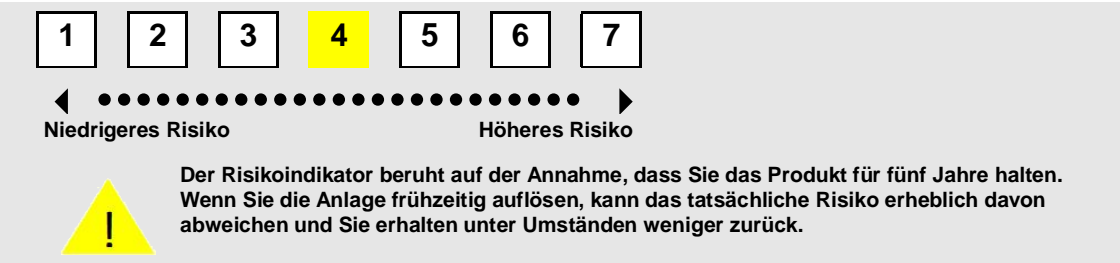 1 2 3 4 5 6 7
Niedrigeres Risiko Höheres Risiko
Der Risikoindikator beruht auf der Annahme, dass Sie das Produkt für fünf Jahre halten.
Wenn Sie die Anlage frühzeitig auflösen, kann das tatsächliche Risiko erheblich davon
abweichen und Sie erhalten unter Umständen weniger zurück.
!